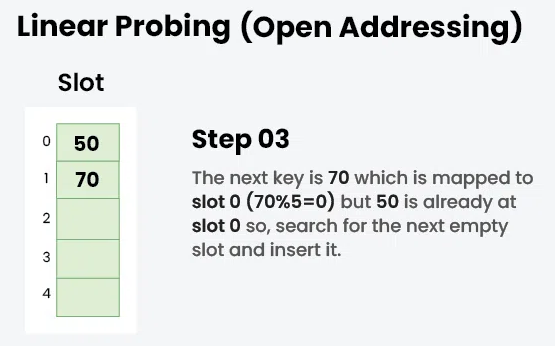 Linear Probing (Open Addressing)
Slot
0 50
1 70
2
3
4
Step 03
The next key is 70 which is mapped to
slot 0 (70%5=0) but 50 is already at
slot 0 so, search for the next empty
slot and insert it.